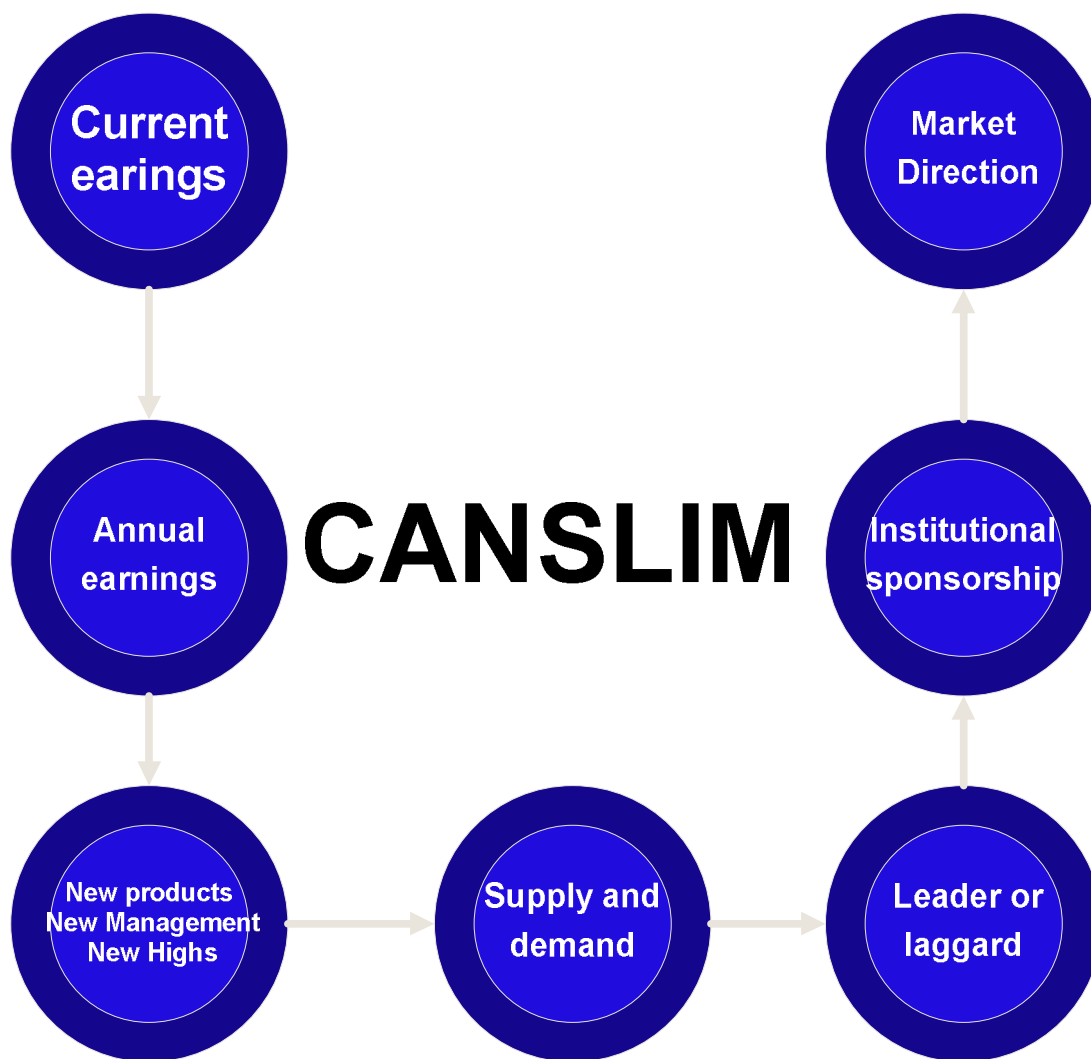 Current
earings
Annual
earnings
New products
New Management
New Highs
Supply and
demand
Leader or
laggard
Institutional
sponsorship
Market
Direction
CANSLIM